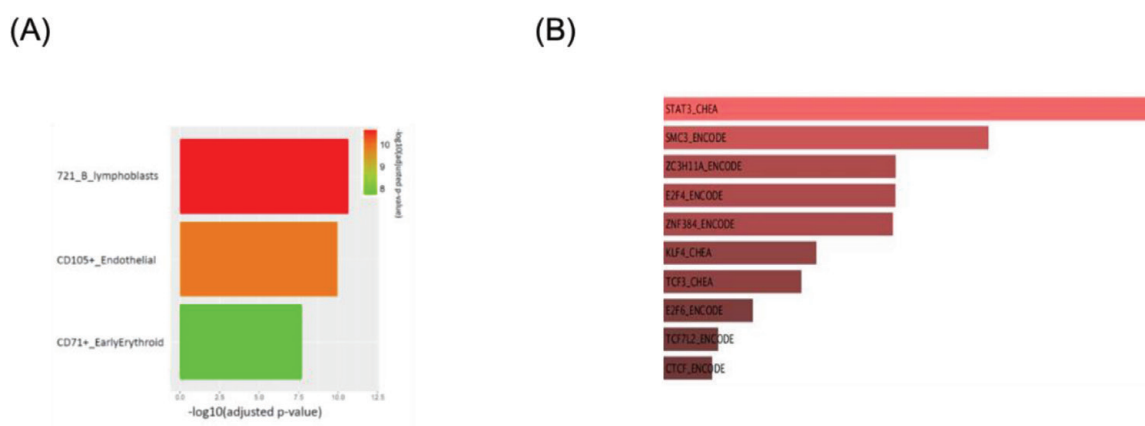 (A)
(B)
721_B_lymphoblasts
CD105+_Endothelial
CD71+_EarlyErythroid
0.0 2.5 5.0 7.5 10.0 12.5
-log10(adjusted p-value)
10
9
8
-log10(adjusted p-value)
STAT3_CHEA
SMC3_ENCODE
ZC3H11A_ENCODE
E2F4_ENCODE
ZNF384_ENCODE
KLF4_CHEA
TCF3_CHEA
E2F6_ENCODE
TCF7L2_ENCODE
CTCF_ENCODE